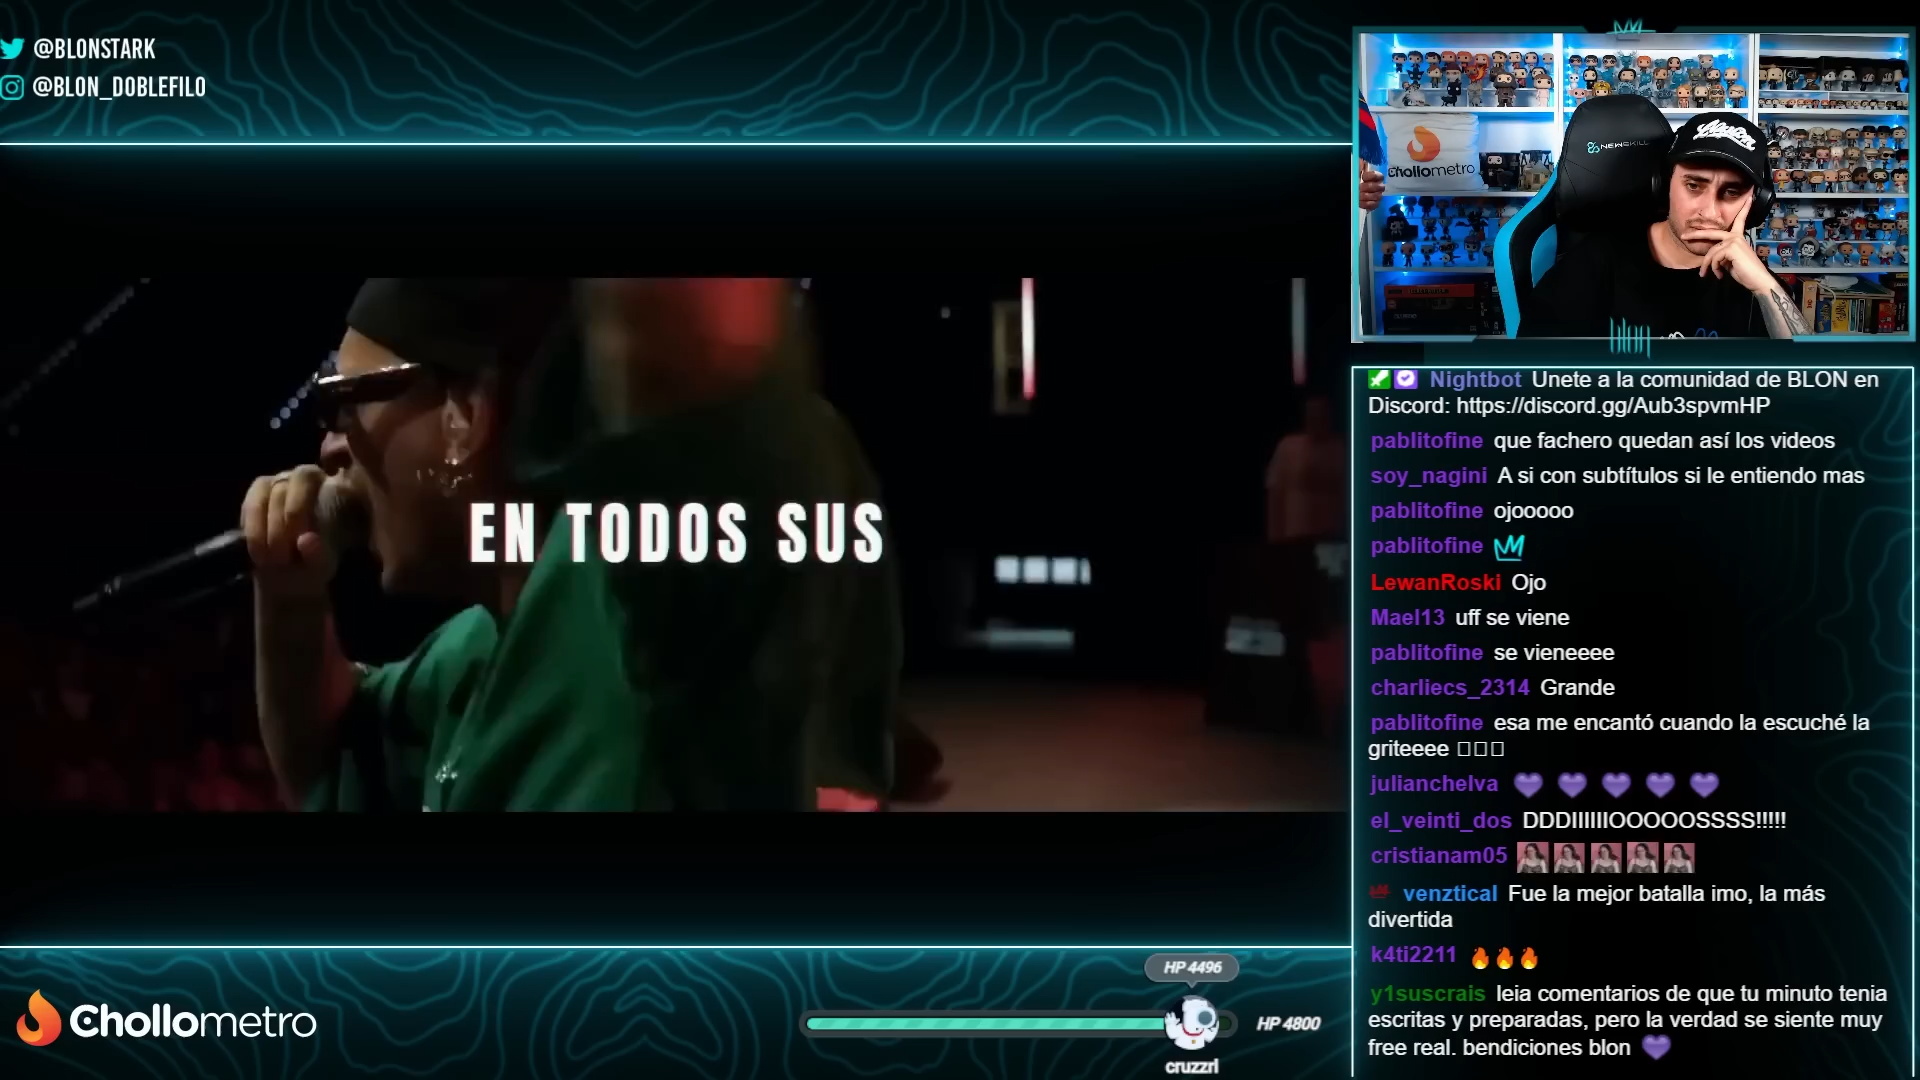 @BLONSTARK
@BLON_DOBLEFILO
EN TODOS SUS
Chollometro
HP 4496
HP 4800
cruzzrl
Chollometro
NEWSKILL
Nightbot Unete a la comunidad de BLON en
Discord: https://discord.gg/Aub3spvmHP
pablitofine que fachero quedan así los videos
soy_nagini A si con subtítulos si le entiendo mas
pablitofine ojooooo
pablitofine
LewanRoski Ojo
Mael13 uff se viene
pablitofine se vieneeee
charliecs_2314 Grande
pablitofine esa me encantó cuando la escuché la
griteeee
julianchelva 💜 💜 💜 💜 💜
el_veinti_dos DDDIIIIIIOOOOOSSSS!!!!!
cristianam05
venztical Fue la mejor batalla imo, la más
divertida
k4ti2211 🔥🔥🔥
y1suscrais leia comentarios de que tu minuto tenia
escritas y preparadas, pero la verdad se siente muy
free real. bendiciones blon 💜